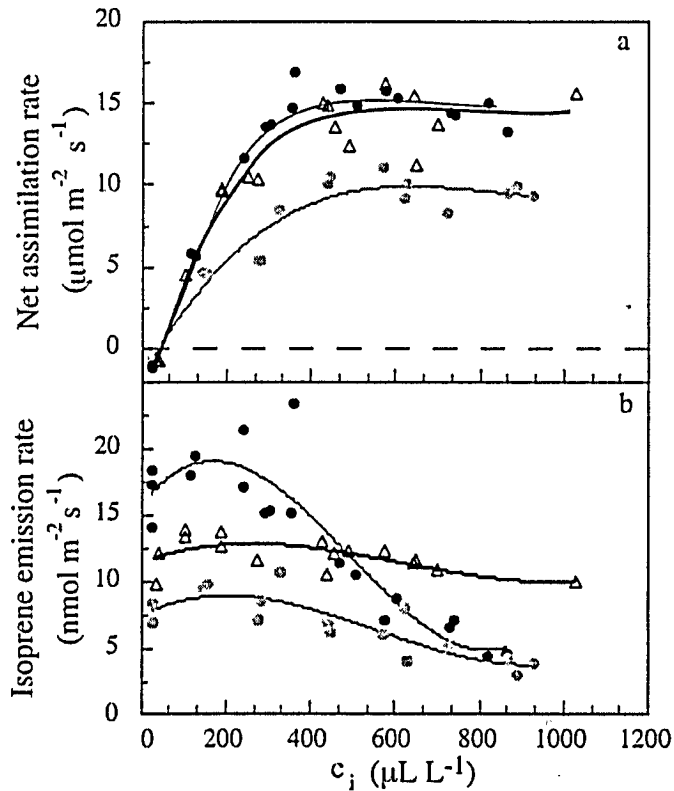 20
a
15
10
5
0
Net assimilation rate
(μmol m⁻² s⁻¹)
b
20
15
10
5
0
Isoprene emission rate
(nmol m⁻² s⁻¹)
0 200 400 600 800 1000 1200
c_i (μL L⁻¹)